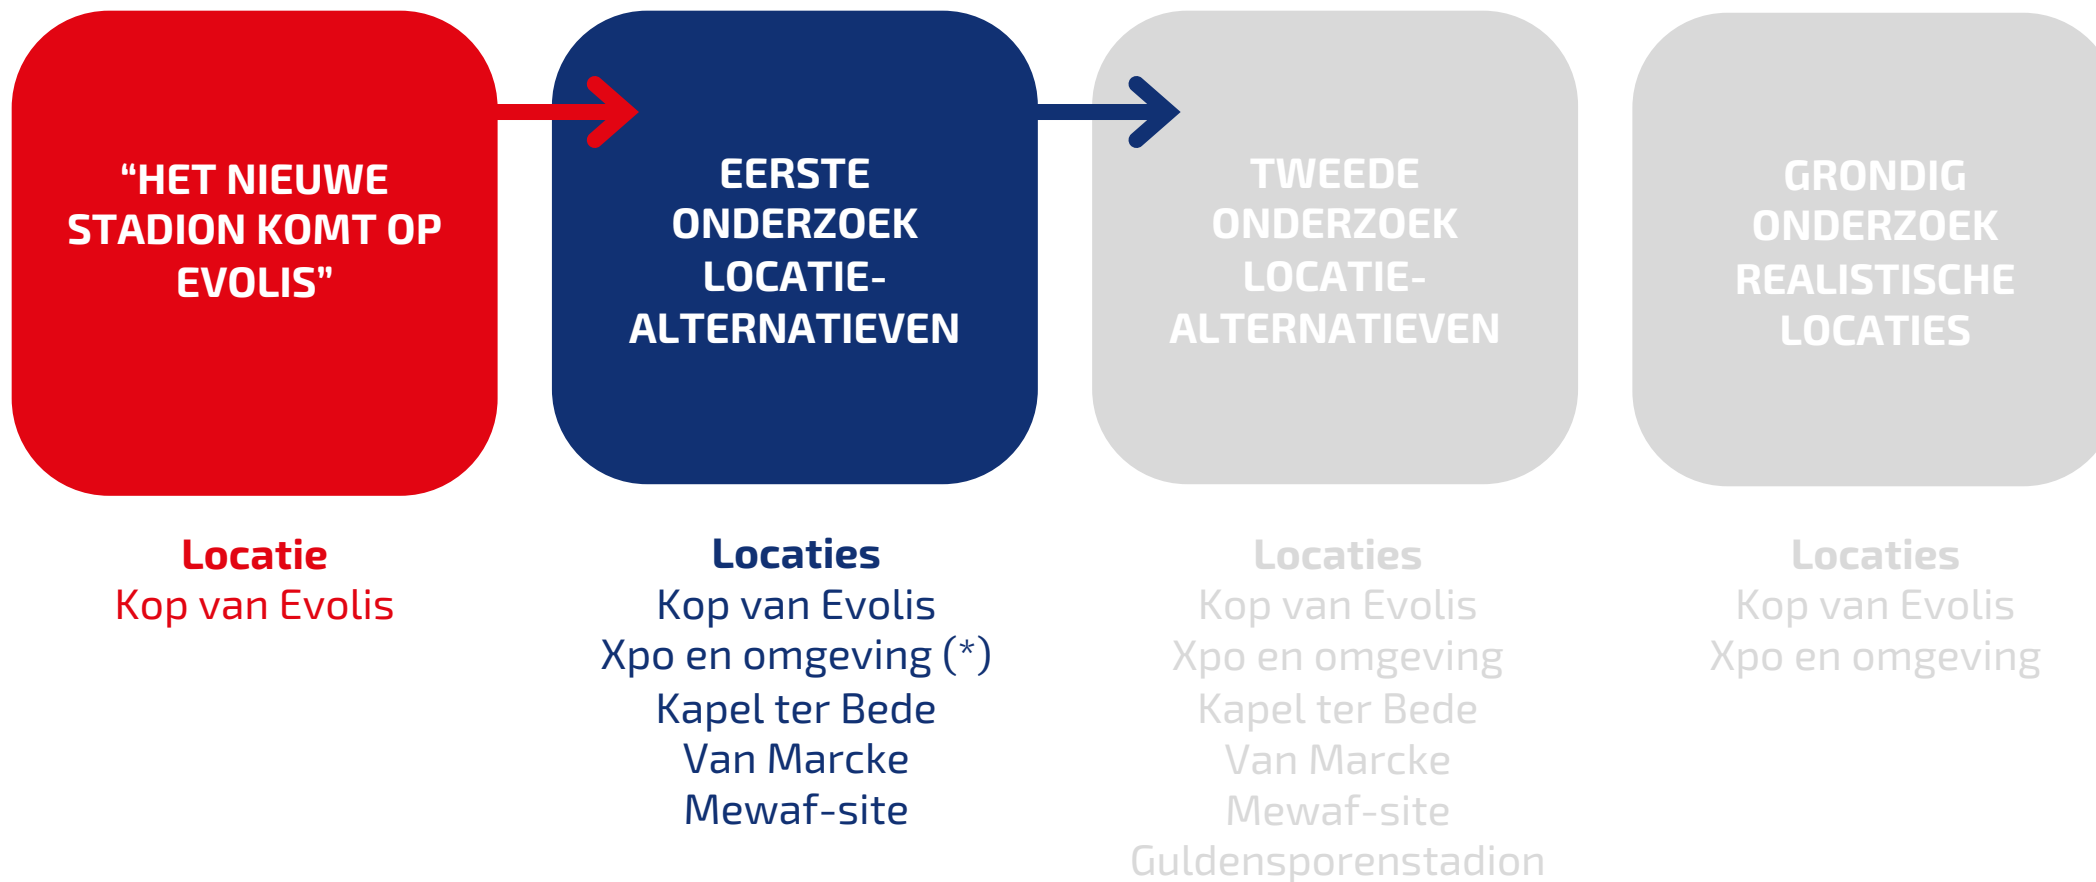 “HET NIEUWE
STADION KOMT OP
EVOLIS”
Locatie
Kop van Evolis
EERSTE
ONDERZOEK
LOCATIE-
ALTERNATIEVEN
Locaties
Kop van Evolis
Xpo en omgeving (*)
Kapel ter Bede
Van Marcke
Mewaf-site
TWEEDE
ONDERZOEK
LOCATIE-
ALTERNATIEVEN
Locaties
Kop van Evolis
Xpo en omgeving
Kapel ter Bede
Van Marcke
Mewaf-site
Guldensporenstadion
GRONDIG
ONDERZOEK
REALISTISCHE
LOCATIES
Locaties
Kop van Evolis
Xpo en omgeving